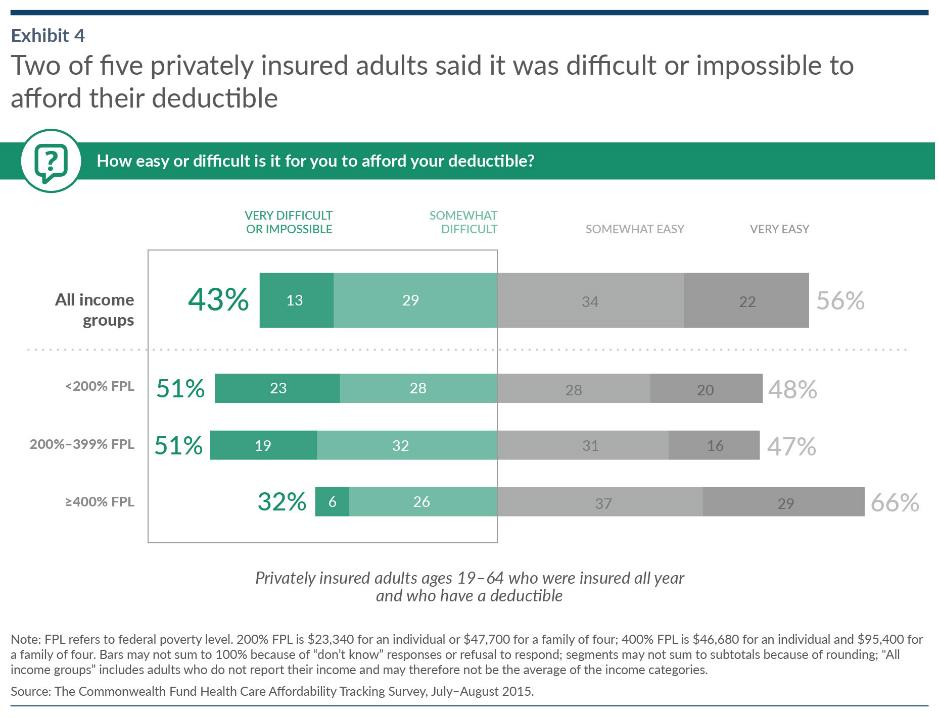 Exhibit 4
Two of five privately insured adults said it was difficult or impossible to
afford their deductible
?
How easy or difficult is it for you to afford your deductible?
VERY DIFFICULT
OR IMPOSSIBLE
SOMEWHAT
DIFFICULT
SOMEWHAT EASY
VERY EASY
All income
groups
43%
13
29
34
22
56%
<200% FPL
51%
23
28
28
20
48%
200%–399% FPL
51%
19
32
31
16
47%
≥400% FPL
32%
6
26
37
29
66%
Privately insured adults ages 19–64 who were insured all year
and who have a deductible
Note: FPL refers to federal poverty level. 200% FPL is $23,340 for an individual or $47,700 for a family of four; 400% FPL is $46,680 for an individual and $95,400 for
a family of four. Bars may not sum to 100% because of “don’t know” responses or refusal to respond; segments may not sum to subtotals because of rounding; “All
income groups” includes adults who do not report their income and may therefore not be the average of the income categories.
Source: The Commonwealth Fund Health Care Affordability Tracking Survey, July–August 2015.